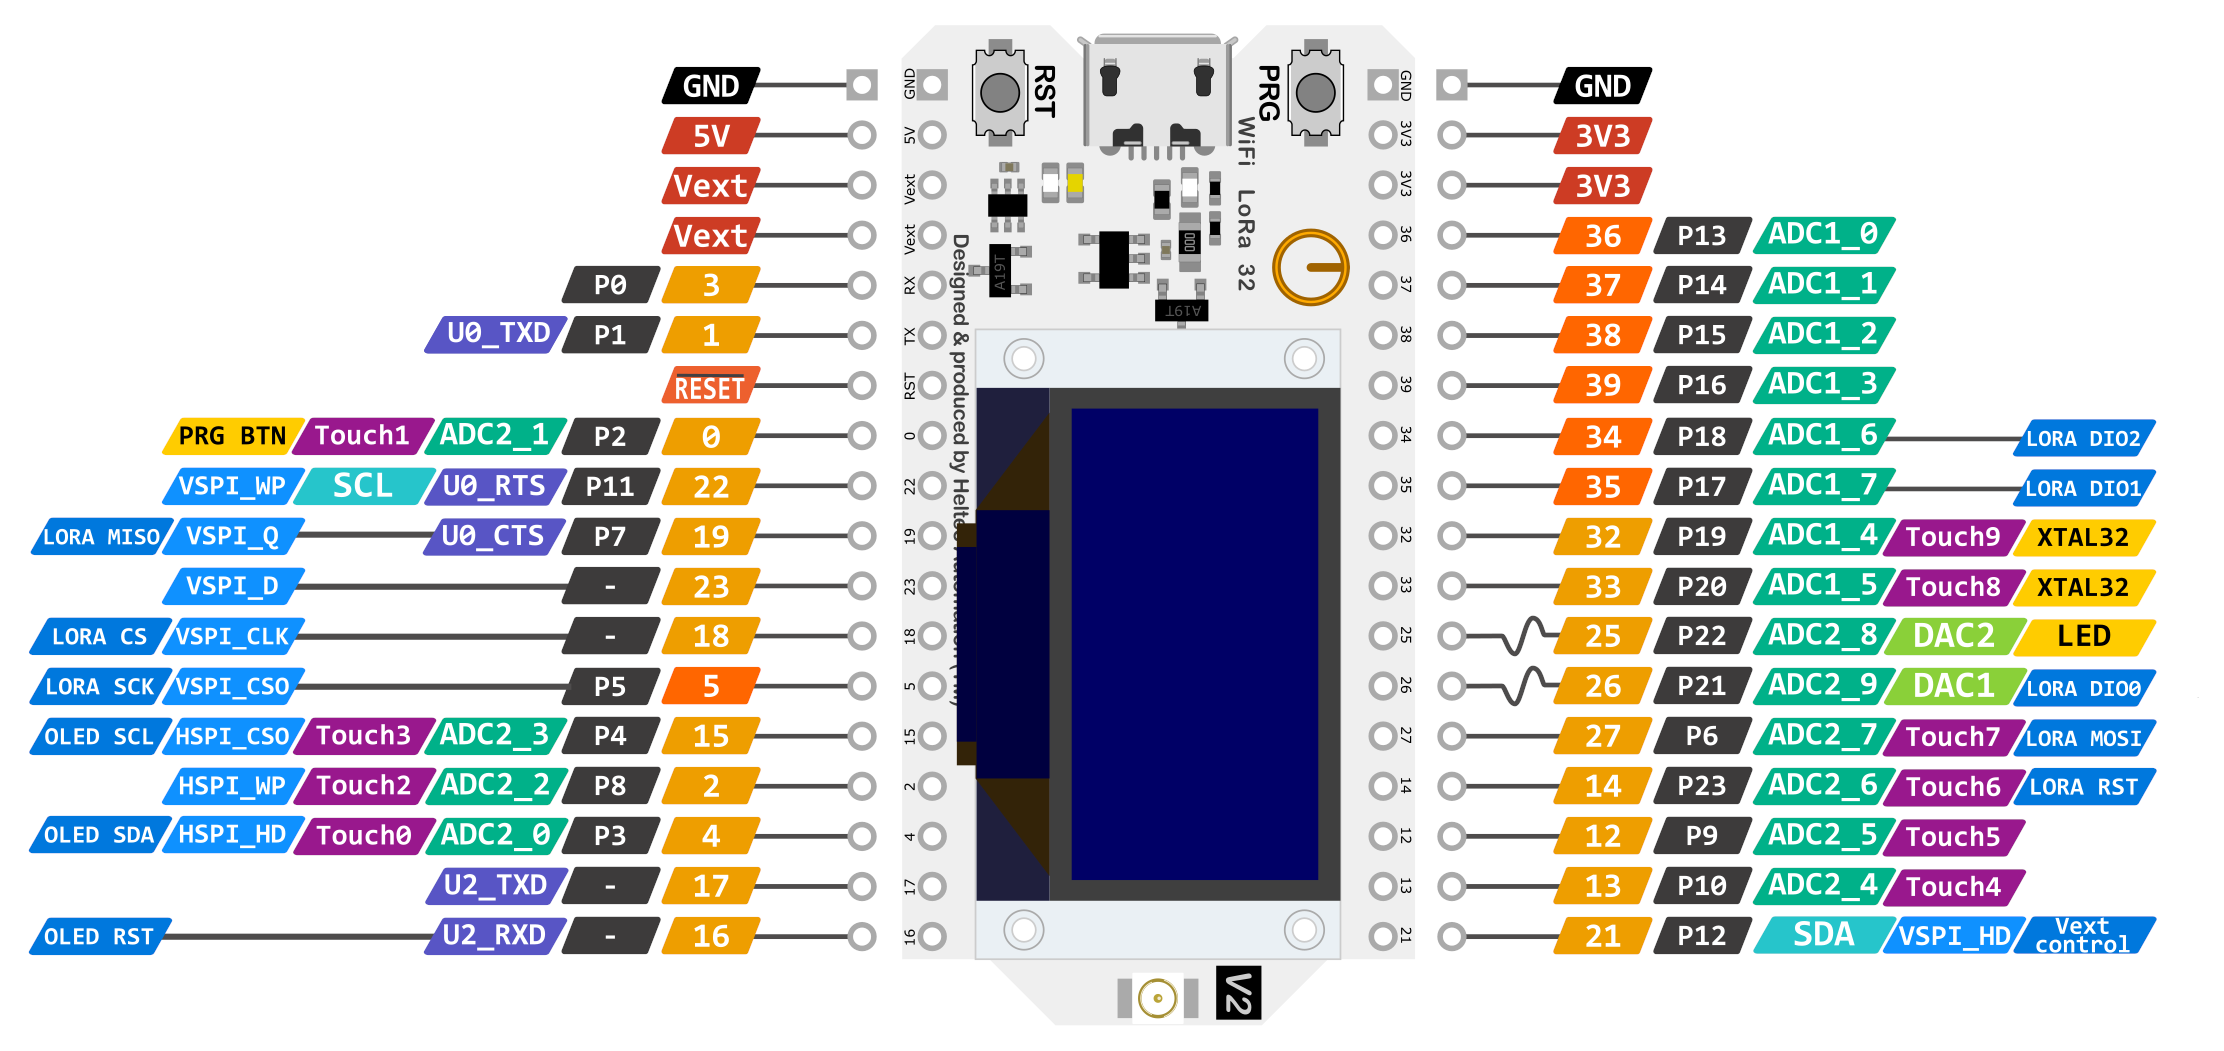 GND
5V
Vext
Vext
P0 3
U0_TXD P1 1
RESET
PRG BTN Touch1 ADC2_1 P2 0
VSPI_WP SCL U0_RTS P11 22
LORA MISO VSPI_Q U0_CTS P7 19
VSPI_D - 23
LORA CS VSPI_CLK - 18
LORA SCK VSPI_CSO P5 5
OLED SCL HSPI_CSO Touch3 ADC2_3 P4 15
HSPI_WP Touch2 ADC2_2 P8 2
OLED SDA HSPI_HD Touch0 ADC2_0 P3 4
U2_TXD - 17
OLED RST U2_RXD - 16
GND
5V
Vext
Vext
RX
TX
RST
0
22
19
23
18
5
15
2
4
17
16
RST
PRG
WiFi LoRa 32
Designed & produced by
A19T
000
A19T
V2
GND
3V3
3V3
36
37
38
39
34
35
32
33
25
26
27
14
12
13
21
GND
3V3
3V3
36 P13 ADC1_0
37 P14 ADC1_1
38 P15 ADC1_2
39 P16 ADC1_3
34 P18 ADC1_6 LORA DIO2
35 P17 ADC1_7 LORA DIO1
32 P19 ADC1_4 Touch9 XTAL32
33 P20 ADC1_5 Touch8 XTAL32
25 P22 ADC2_8 DAC2 LED
26 P21 ADC2_9 DAC1 LORA DIO0
27 P6 ADC2_7 Touch7 LORA MOSI
14 P23 ADC2_6 Touch6 LORA RST
12 P9 ADC2_5 Touch5
13 P10 ADC2_4 Touch4
21 P12 SDA VSPI_HD Vext control